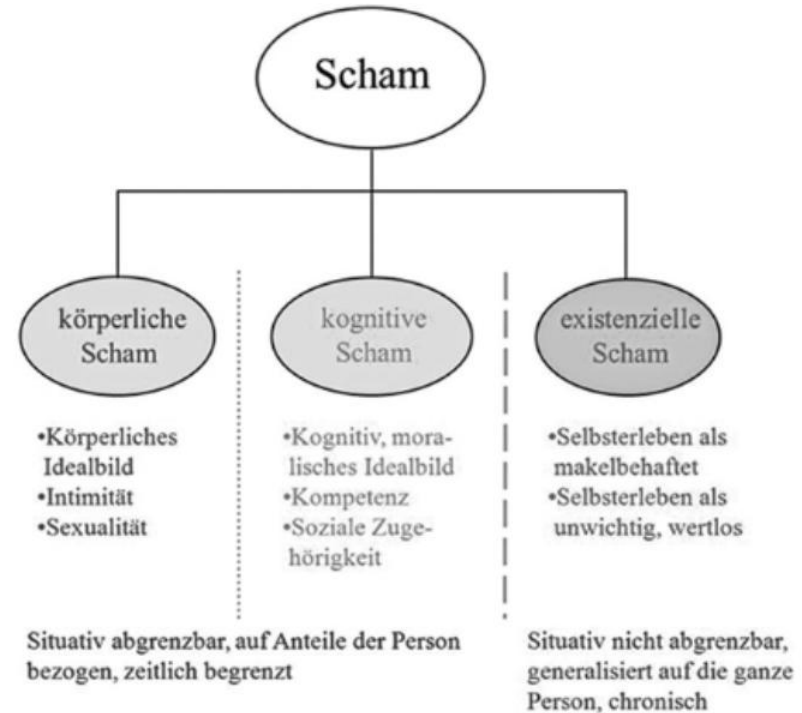 Scham
körperliche
Scham
•Körperliches
Idealbild
•Intimität
•Sexualität
kognitive
Scham
•Kognitiv, mora-
lisches Idealbild
•Kompetenz
•Soziale Zuge-
hörigkeit
existenzielle
Scham
•Selbsterleben als
makelbehaftet
•Selbsterleben als
unwichtig, wertlos
Situativ abgrenzbar, auf Anteile der Person
bezogen, zeitlich begrenzt
Situativ nicht abgrenzbar,
generalisiert auf die ganze
Person, chronisch